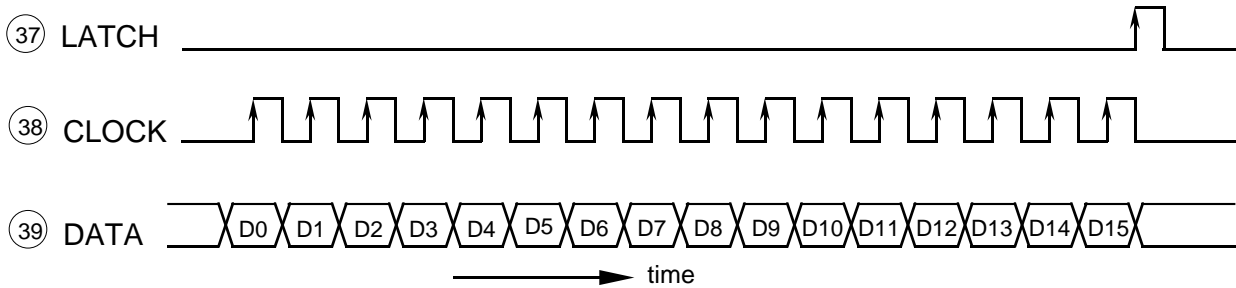 37 LATCH
38 CLOCK
39 DATA D0 D1 D2 D3 D4 D5 D6 D7 D8 D9 D10 D11 D12 D13 D14 D15
time